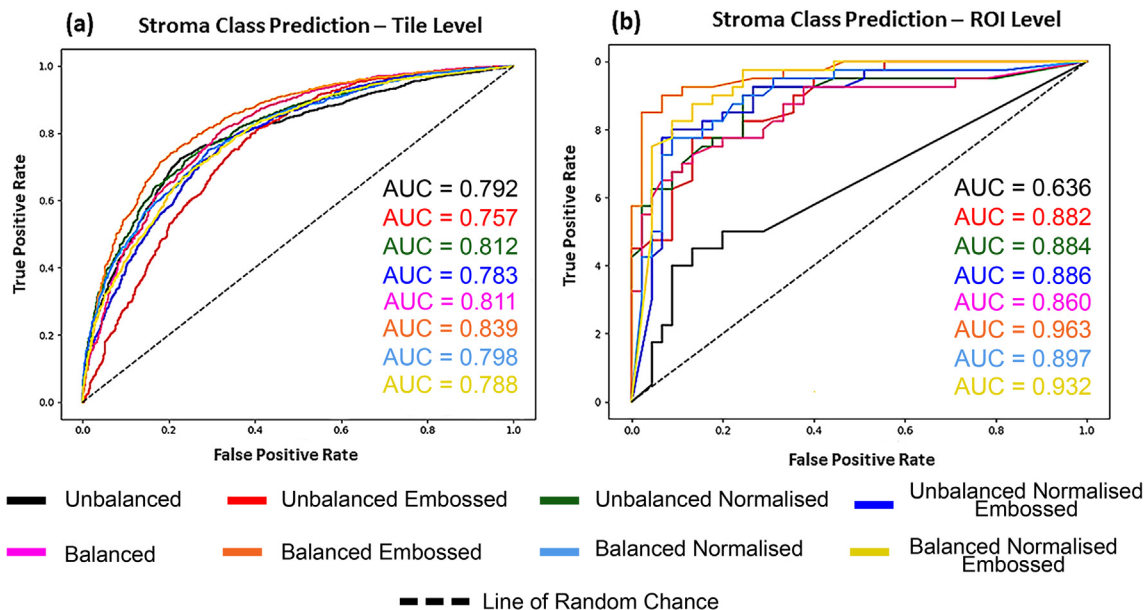 (a) Stroma Class Prediction – Tile Level
1.0
0.8
0.6
0.4
0.2
0.0
True Positive Rate
AUC = 0.792
AUC = 0.757
AUC = 0.812
AUC = 0.783
AUC = 0.811
AUC = 0.839
AUC = 0.798
AUC = 0.788
0.0 0.2 0.4 0.6 0.8 1.0
False Positive Rate
(b) Stroma Class Prediction – ROI Level
0
8
6
4
2
0
True Positive Rate
AUC = 0.636
AUC = 0.882
AUC = 0.884
AUC = 0.886
AUC = 0.860
AUC = 0.963
AUC = 0.897
AUC = 0.932
0.0 0.2 0.4 0.6 0.8 1.0
False Positive Rate
Unbalanced
Unbalanced Embossed
Unbalanced Normalised
Unbalanced Normalised
Embossed
Balanced
Balanced Embossed
Balanced Normalised
Balanced Normalised
Embossed
Line of Random Chance